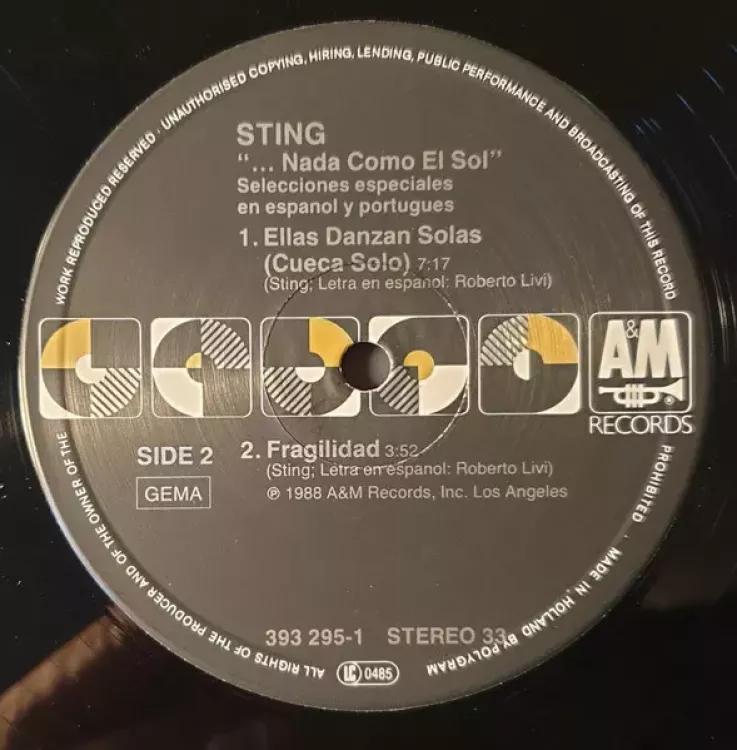 WORK REPRODUCED RESERVED · UNAUTHORISED COPYING, HIRING, LENDING, PUBLIC PERFORMANCE AND BROADCASTING OF THIS RECORD
STING
“... Nada Como El Sol”
Selecciones especiales
en espanol y portugues
1. Ellas Danzan Solas
(Cueca Solo) 7:17
(Sting; Letra en espanol: Roberto Livi)
A&M
®
RECORDS
SIDE 2
GEMA
2. Fragilidad 3:52
(Sting; Letra en espanol: Roberto Livi)
℗ 1988 A&M Records, Inc. Los Angeles
393 295-1 STEREO 33
LC 0485
ALL RIGHTS OF THE PRODUCER AND OF THE OWNER OF THE
PROHIBITED · MADE IN HOLLAND BY POLYGRAM